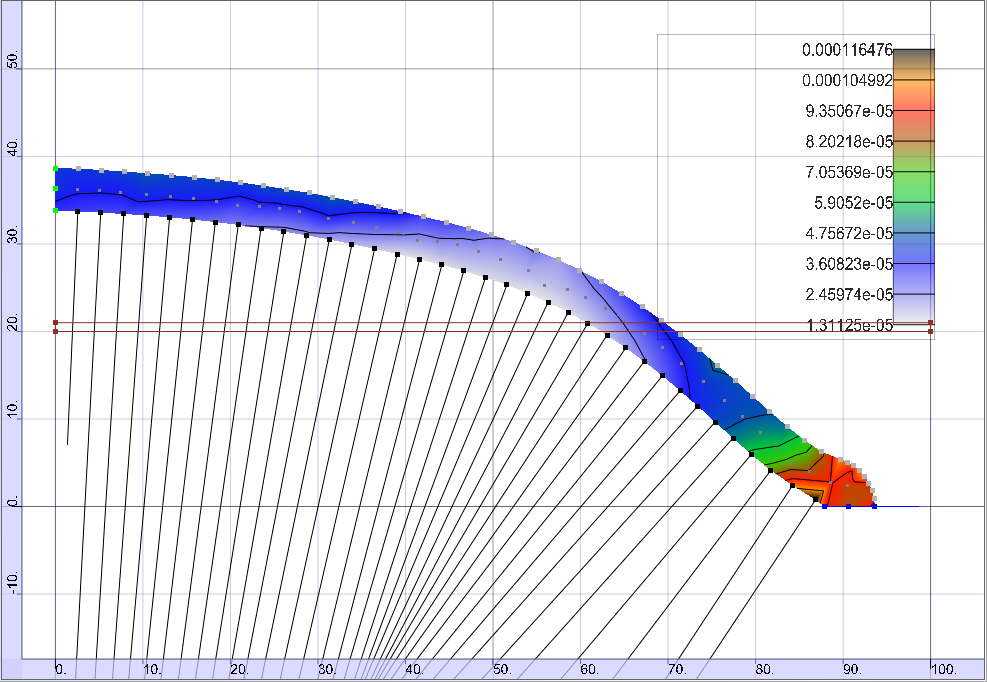 50.
0.000116476
0.000104992
9.35067e-05
40.
8.20218e-05
7.05369e-05
5.9052e-05
30.
4.75672e-05
3.60823e-05
2.45974e-05
20.
1.31125e-05
10.
0.
-10.
0. 10. 20. 30. 40. 50. 60. 70. 80. 90. 100.